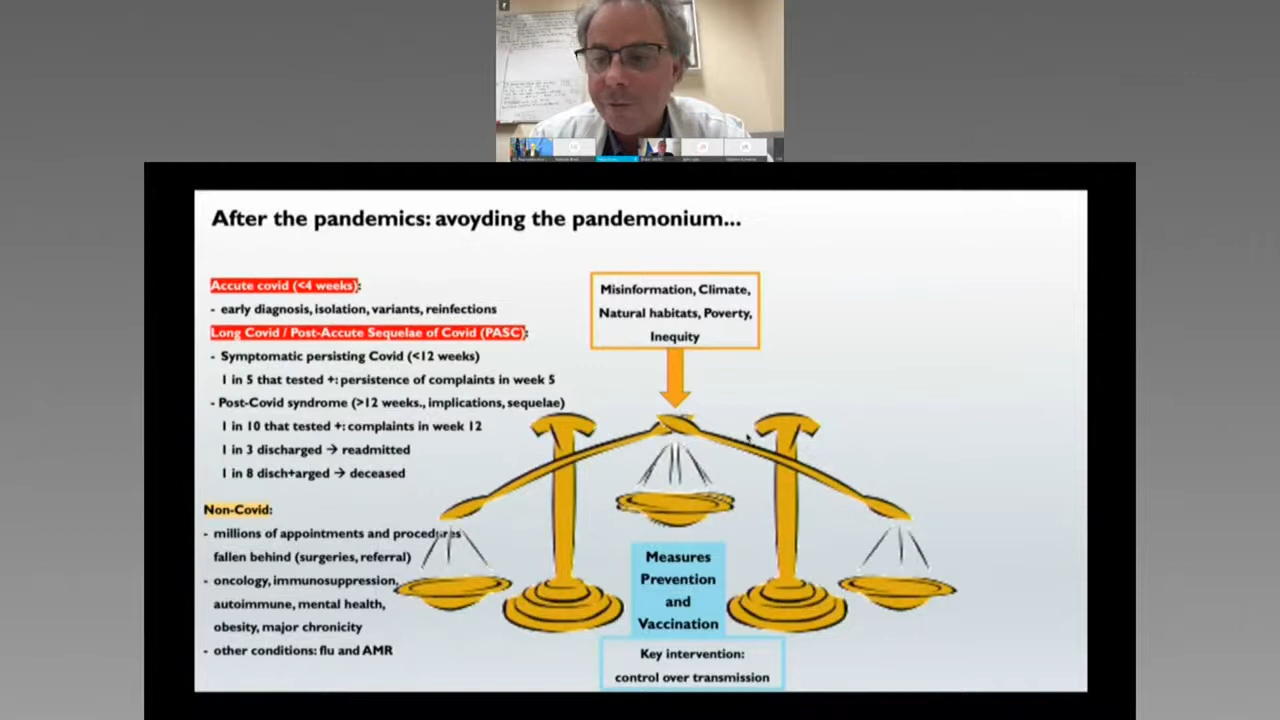 After the pandemics: avoyding the pandemonium...
Accute covid (<4 weeks):
- early diagnosis, isolation, variants, reinfections
Long Covid / Post-Accute Sequelae of Covid (PASC):
- Symptomatic persisting Covid (<12 weeks)
1 in 5 that tested +: persistence of complaints in week 5
- Post-Covid syndrome (>12 weeks., implications, sequelae)
1 in 10 that tested +: complaints in week 12
1 in 3 discharged → readmitted
1 in 8 disch+arged → deceased
Non-Covid:
- millions of appointments and procedures
fallen behind (surgeries, referral)
- oncology, immunosuppression,
autoimmune, mental health,
obesity, major chronicity
- other conditions: flu and AMR
Misinformation, Climate,
Natural habitats, Poverty,
Inequity
Measures
Prevention
and
Vaccination
Key intervention:
control over transmission